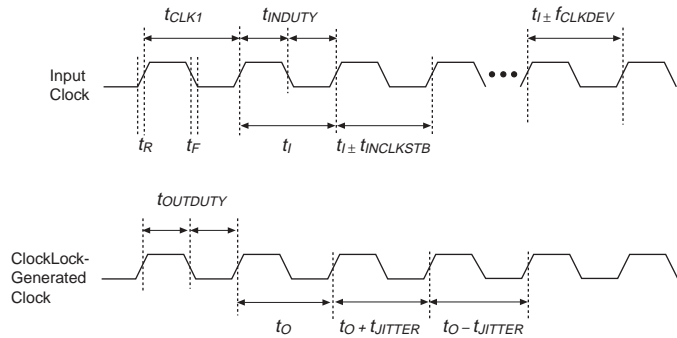 tCLK1 tINDUTY tI ± fCLKDEV
Input
Clock
tR tF tI tI ± tINCLKSTB
tOUTDUTY
ClockLock-
Generated
Clock
tO tO + tJITTER tO – tJITTER